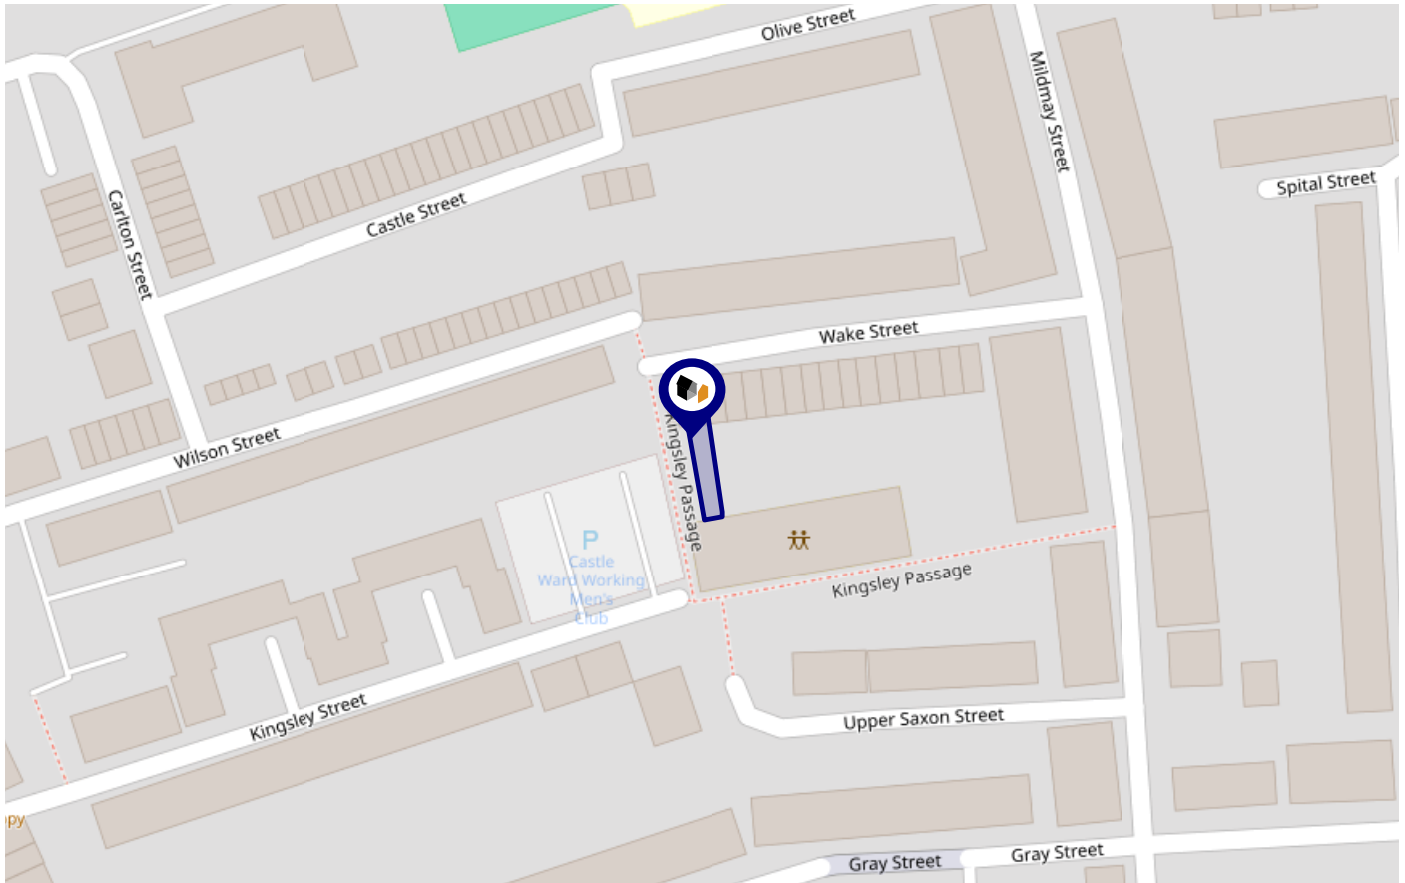 Olive Street
Mildmay Street
Spital Street
Carlton Street
Castle Street
Wake Street
Wilson Street
Kingsley Passage
P
Castle
Ward Working
Men's
Club
Kingsley Passage
Kingsley Street
Upper Saxon Street
ppy
Gray Street
Gray Street